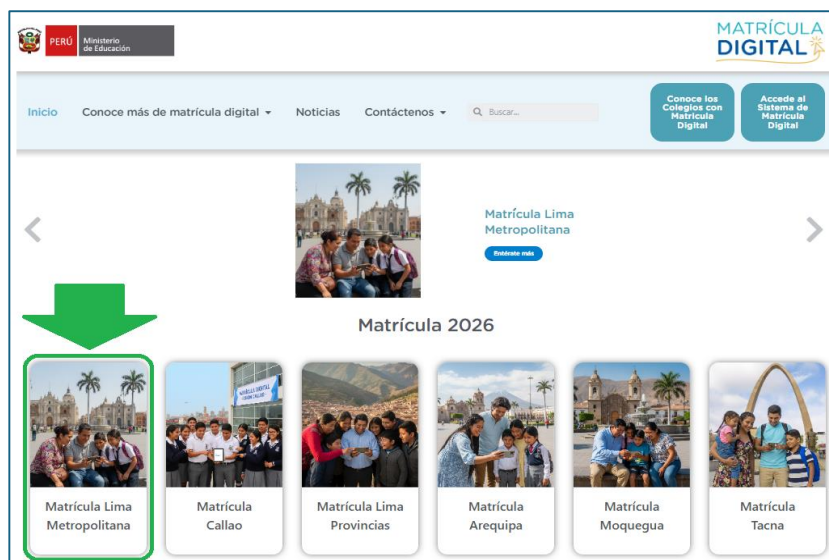 PERÚ
Ministerio
de Educación
MATRÍCULA
DIGITAL
Inicio
Conoce más de matrícula digital
Noticias
Contáctenos
Buscar...
Conoce los
Colegios con
Matrícula
Digital
Accede al
Sistema de
Matrícula
Digital
Matrícula Lima
Metropolitana
Entérate más
Matrícula 2026
Matrícula Lima
Metropolitana
Matrícula
Callao
Matrícula Lima
Provincias
Matrícula
Arequipa
Matrícula
Moquegua
Matrícula
Tacna